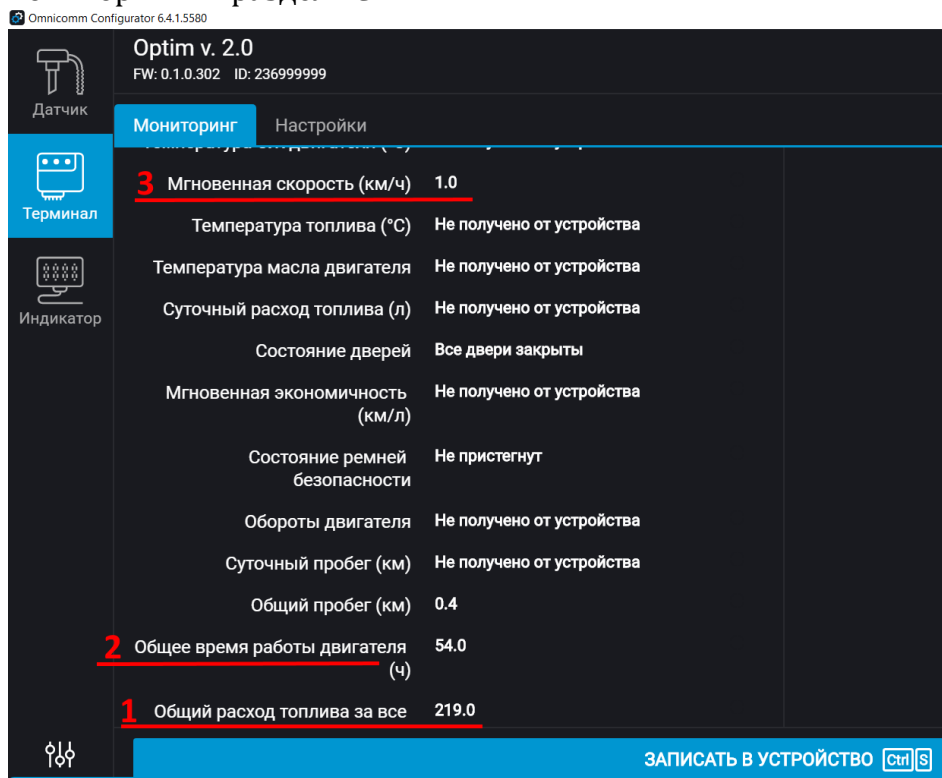 Omnicomm Configurator 6.4.1.5580
Optim v. 2.0
FW: 0.1.0.302 ID: 236999999
Датчик
Мониторинг Настройки
3 Мгновенная скорость (км/ч) 1.0
Терминал
Температура топлива (°C) Не получено от устройства
Температура масла двигателя Не получено от устройства
Суточный расход топлива (л) Не получено от устройства
Индикатор
Состояние дверей Все двери закрыты
Мгновенная экономичность Не получено от устройства
(км/л)
Состояние ремней Не пристегнут
безопасности
Обороты двигателя Не получено от устройства
Суточный пробег (км) Не получено от устройства
Общий пробег (км) 0.4
2 Общее время работы двигателя 54.0
(ч)
1 Общий расход топлива за все 219.0
ЗАПИСАТЬ В УСТРОЙСТВО Ctrl S